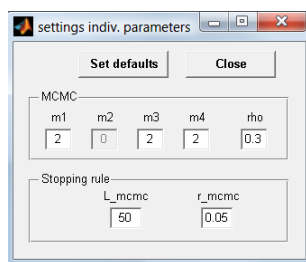 settings indiv. parameters
Set defaults Close
MCMC
m1 m2 m3 m4 rho
2 0 2 2 0.3
Stopping rule
L_mcmc r_mcmc
50 0.05